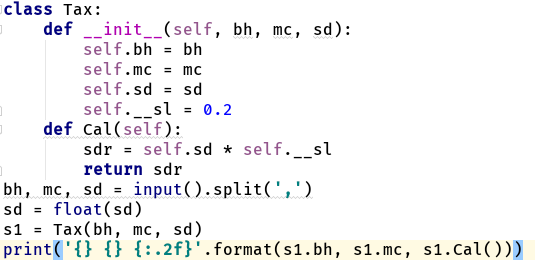 class Tax:
    def __init__(self, bh, mc, sd):
        self.bh = bh
        self.mc = mc
        self.sd = sd
        self.__sl = 0.2
    def Cal(self):
        sdr = self.sd * self.__sl
        return sdr
bh, mc, sd = input().split(',')
sd = float(sd)
s1 = Tax(bh, mc, sd)
print('{} {} {:.2f}'.format(s1.bh, s1.mc, s1.Cal()))